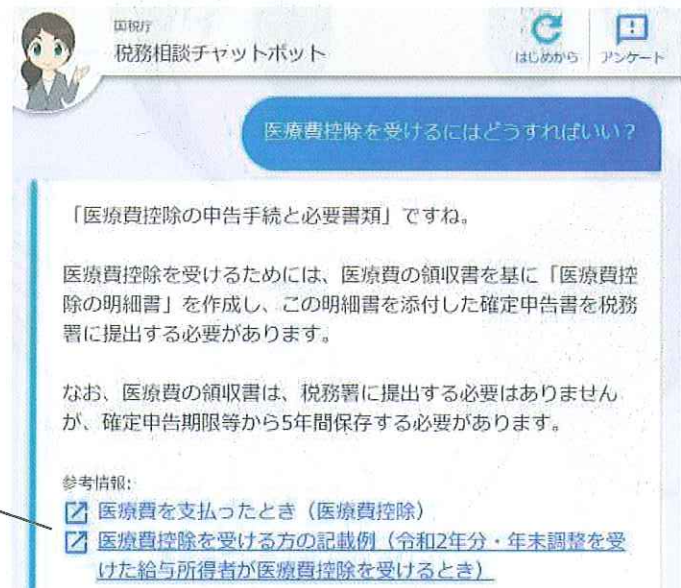 国税庁
税務相談チャットボット
はじめから
アンケート
医療費控除を受けるにはどうすればいい？
「医療費控除の申告手続と必要書類」ですね。
医療費控除を受けるためには、医療費の領収書を基に「医療費控
除の明細書」を作成し、この明細書を添付した確定申告書を税務
署に提出する必要があります。
なお、医療費の領収書は、税務署に提出する必要はありません
が、確定申告期限等から5年間保存する必要があります。
参考情報:
医療費を支払ったとき（医療費控除）
医療費控除を受ける方の記載例（令和2年分・年末調整を受
けた給与所得者が医療費控除を受けるとき）